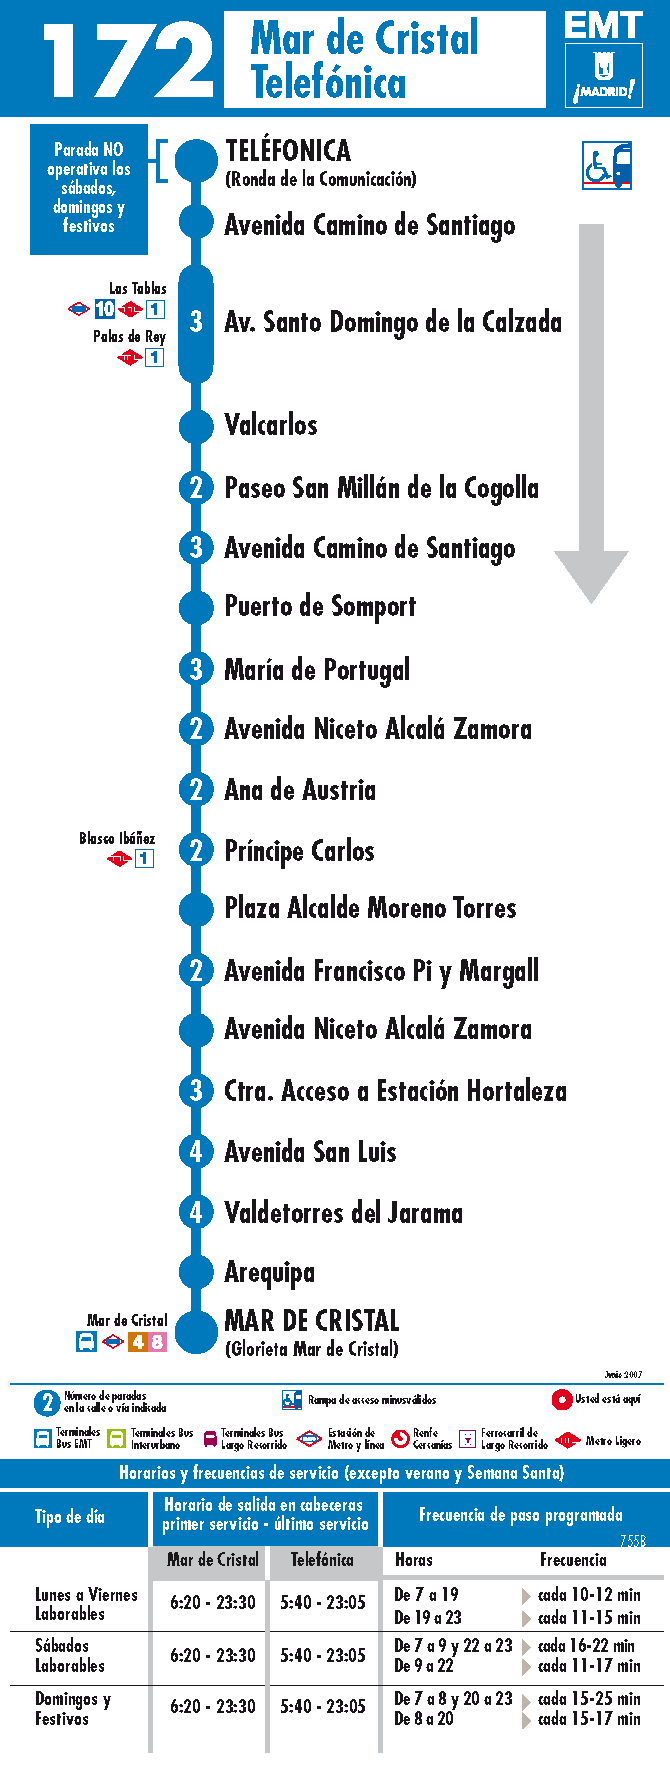 172
Mar de Cristal
Telefónica
EMT
¡MADRID!
Parada NO
operativa los
sábados,
domingos y
festivos
TELÉFONICA
(Ronda de la Comunicación)
Avenida Camino de Santiago
Las Tablas
10 1
Palas de Rey
1
3 Av. Santo Domingo de la Calzada
Valcarlos
2 Paseo San Millán de la Cogolla
3 Avenida Camino de Santiago
Puerto de Somport
3 María de Portugal
2 Avenida Niceto Alcalá Zamora
2 Ana de Austria
Blasco Ibáñez
1
2 Príncipe Carlos
Plaza Alcalde Moreno Torres
2 Avenida Francisco Pi y Margall
Avenida Niceto Alcalá Zamora
3 Ctra. Acceso a Estación Hortaleza
4 Avenida San Luis
4 Valdetorres del Jarama
Arequipa
Mar de Cristal
4 8
MAR DE CRISTAL
(Glorieta Mar de Cristal)
Junio 2007
2 Número de paradas
en la calle o vía indicada
Rampa de acceso minusválidos
Usted está aquí
Terminales
Bus EMT
Terminales Bus
Interurbano
Terminales Bus
Largo Recorrido
Estación de
Metro y línea
Renfe
Cercanías
Ferrocarril de
Largo Recorrido
Metro Ligero
Horarios y frecuencias de servicio (excepto verano y Semana Santa)
Tipo de día
Horario de salida en cabeceras
primer servicio - último servicio
Frecuencia de paso programada
755B
Mar de Cristal Telefónica Horas Frecuencia
Lunes a Viernes
Laborables
6:20 - 23:30 5:40 - 23:05
De 7 a 19 cada 10-12 min
De 19 a 23 cada 11-15 min
Sábados
Laborables
6:20 - 23:30 5:40 - 23:05
De 7 a 9 y 22 a 23 cada 16-22 min
De 9 a 22 cada 11-17 min
Domingos y
Festivos
6:20 - 23:30 5:40 - 23:05
De 7 a 8 y 20 a 23 cada 15-25 min
De 8 a 20 cada 15-17 min